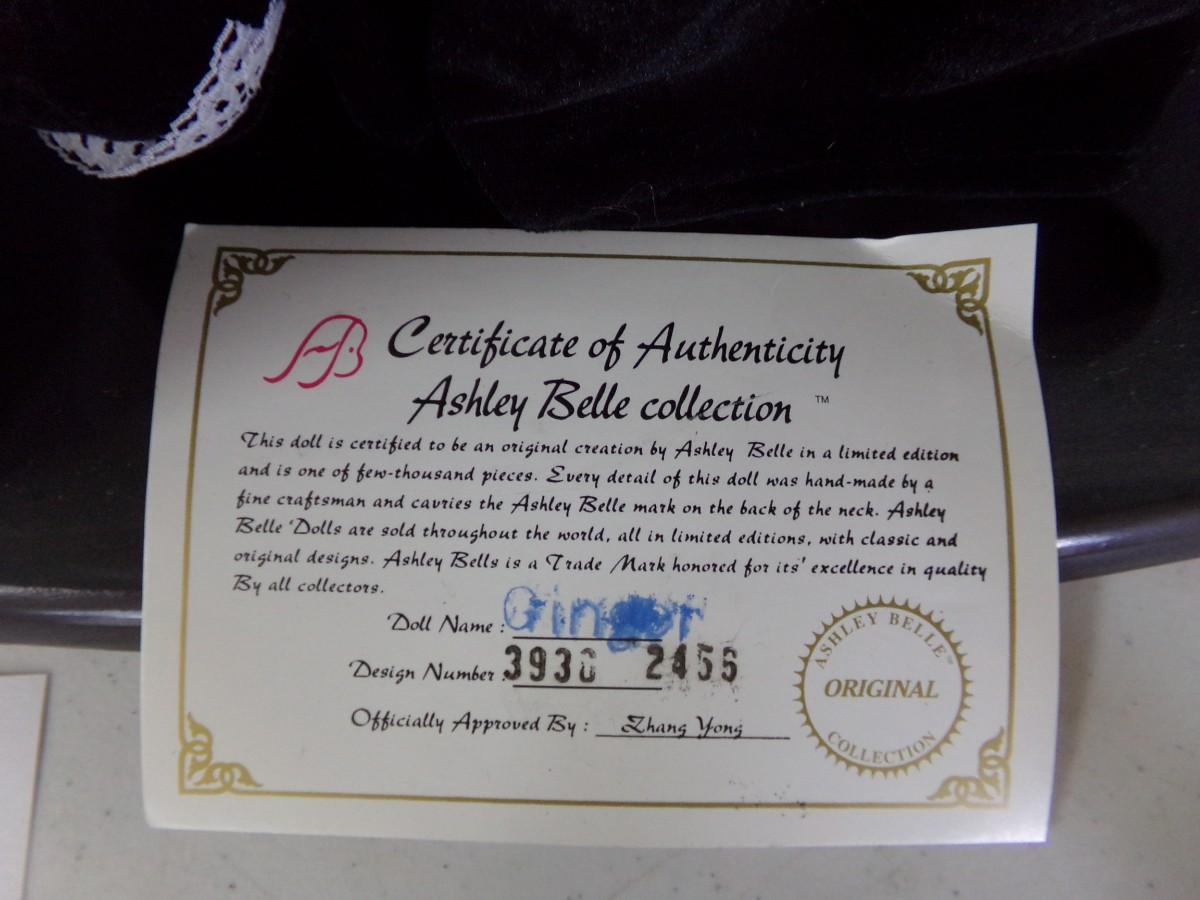 AB Certificate of Authenticity
Ashley Belle collection ™
This doll is certified to be an original creation by Ashley Belle in a limited edition
and is one of few-thousand pieces. Every detail of this doll was hand-made by a
fine craftsman and cavries the Ashley Belle mark on the back of the neck. Ashley
Belle Dolls are sold throughout the world, all in limited editions, with classic and
original designs. Ashley Bells is a Trade Mark honored for its' excellence in quality
By all collectors.
Doll Name : Ginger
Design Number : 3936 2456
Officially Approved By : Zhang Yong
ASHLEY BELLE™
ORIGINAL
COLLECTION